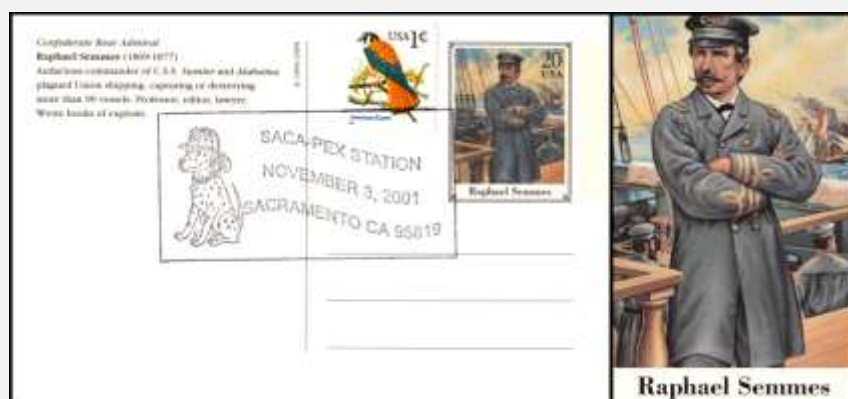 Confederate Rear Admiral
Raphael Semmes (1809-1877)
Audacious commander of C.S.S. Sumter and Alabama
plagued Union shipping, capturing or destroying
more than 90 vessels. Professor, editor, lawyer.
Wrote books of exploits.
USA 1¢
20
USA
Raphael Semmes
SACA-PEX STATION
NOVEMBER 3, 2001
SACRAMENTO CA 95819
Raphael Semmes